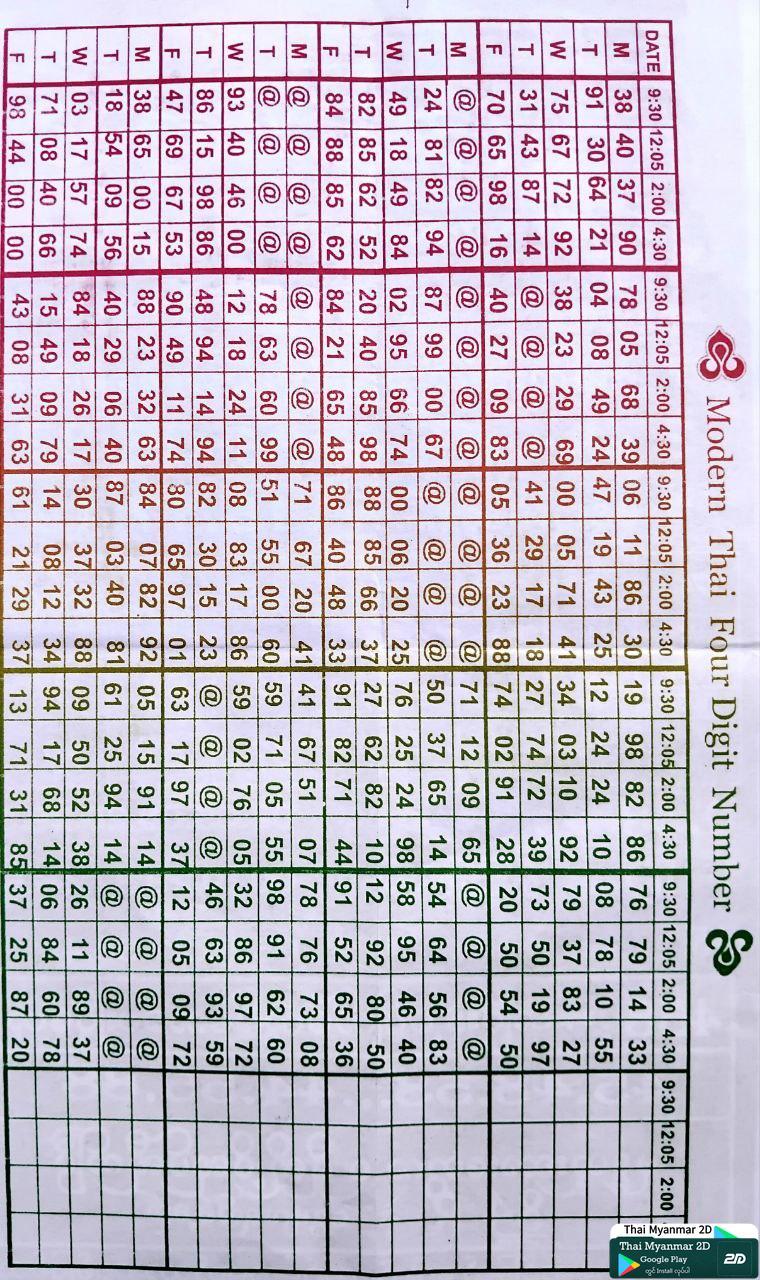 Modern Thai Four Digit Number
DATE 9:30 12:05 2:00 4:30 9:30 12:05 2:00 4:30 9:30 12:05 2:00 4:30 9:30 12:05 2:00 4:30 9:30 12:05 2:00 4:30 9:30 12:05 2:00
M 38 40 37 90 78 05 68 39 06 11 86 30 19 98 82 86 76 79 14 33
T 91 30 64 21 04 08 49 24 47 19 43 25 12 24 24 10 08 78 10 55
W 75 67 72 92 38 23 29 69 00 05 71 41 34 03 10 92 79 37 83 27
T 31 43 87 14 @ @ @ @ 41 29 17 18 27 74 72 39 73 50 19 97
F 70 65 98 16 40 27 09 83 05 36 23 88 74 02 91 28 20 50 54 50
M @ @ @ @ @ @ @ @ @ @ @ @ 71 12 09 65 @ @ @ @
T 24 81 82 94 87 99 00 67 @ @ @ @ 50 37 65 14 54 64 56 83
W 49 18 49 84 02 95 66 74 00 06 20 25 76 25 24 98 58 95 46 40
T 82 85 62 52 20 40 85 98 88 85 66 37 27 62 82 10 12 92 80 50
F 84 88 85 62 84 21 65 48 86 40 48 33 91 82 71 44 91 52 65 36
M @ @ @ @ @ @ @ @ 71 67 20 41 41 67 51 07 78 76 73 08
T @ @ @ @ 78 63 60 99 51 55 00 60 59 71 05 55 98 91 62 60
W 93 40 46 00 12 18 24 11 08 83 17 86 59 02 76 05 32 86 97 72
T 86 15 98 86 48 94 14 94 82 30 15 23 @ @ @ @ 46 63 93 59
F 47 69 67 53 90 49 11 74 80 65 97 01 63 17 97 37 12 05 09 72
M 38 65 00 15 88 23 32 63 84 07 82 92 05 15 91 14 @ @ @ @
T 18 54 09 56 40 29 06 40 87 03 40 81 61 25 94 14 @ @ @ @
W 03 17 57 74 84 18 26 17 30 37 32 88 09 50 52 38 26 11 89 37
T 71 08 40 66 15 49 09 79 14 08 12 34 94 17 68 14 06 84 60 78
F 98 44 00 00 43 08 31 63 61 21 29 37 13 71 31 85 37 25 87 20
Thai Myanmar 2D
Thai Myanmar 2D
Google Play
တွင် Install လုပ်ပါ
2D